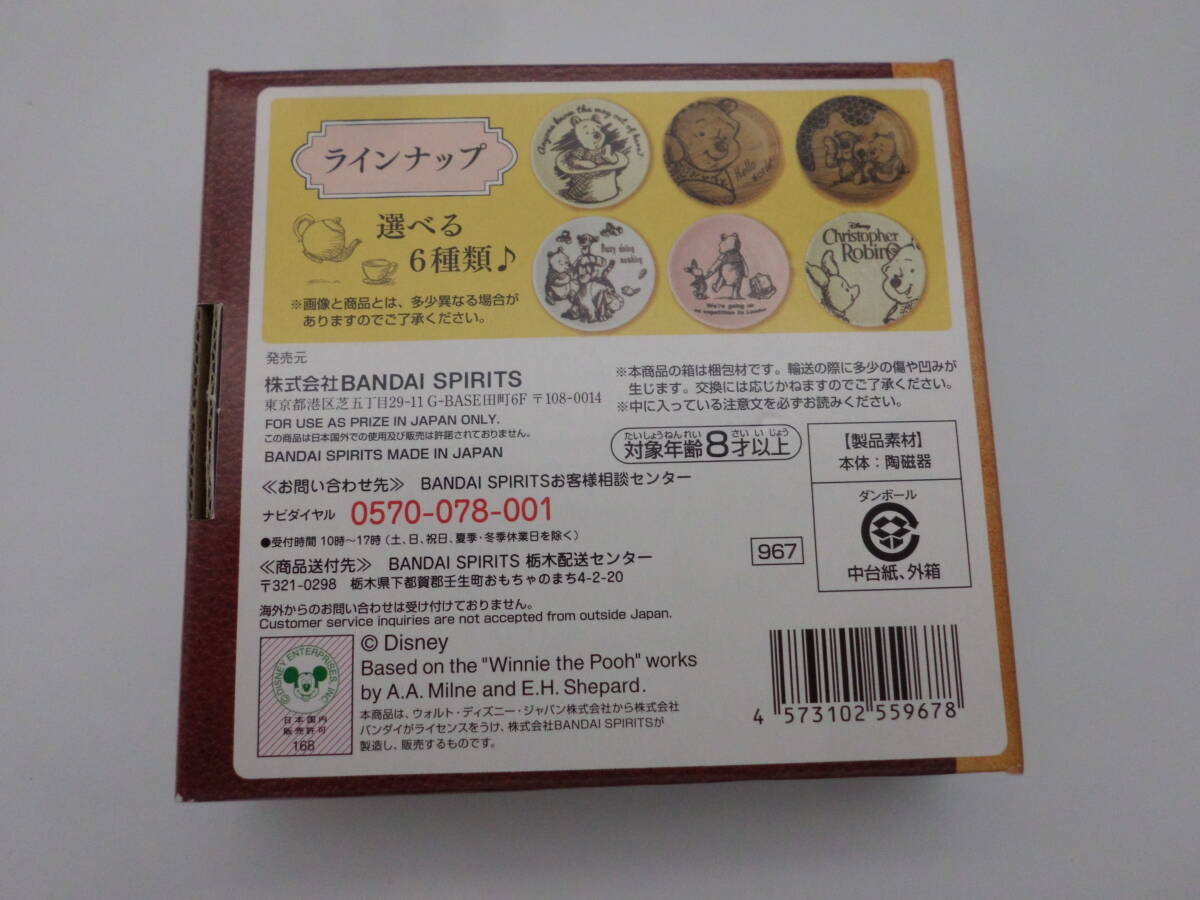 ラインナップ
選べる
6種類♪
※画像と商品とは、多少異なる場合が
ありますのでご了承ください。
Anyone know the way out of here?
Hello
Busy doing
nothing
We're going on
an expedition to London
Disney
Christopher
Robin
発売元
株式会社BANDAI SPIRITS
東京都港区芝五丁目29-11 G-BASE田町6F 〒108-0014
FOR USE AS PRIZE IN JAPAN ONLY.
この商品は日本国外での使用及び販売は許諾されておりません。
BANDAI SPIRITS MADE IN JAPAN
※本商品の箱は梱包材です。輸送の際に多少の傷や凹みが
生じます。交換には応じかねますのでご了承ください。
※中に入っている注意文を必ずお読みください。
たいしょうねんれい さい いじょう
対象年齢8才以上
【製品素材】
本体：陶磁器
ダンボール
中台紙、外箱
≪お問い合わせ先≫ BANDAI SPIRITSお客様相談センター
ナビダイヤル 0570-078-001
●受付時間 10時〜17時（土、日、祝日、夏季・冬季休業日を除く）
≪商品送付先≫ BANDAI SPIRITS 栃木配送センター
〒321-0298 栃木県下都賀郡壬生町おもちゃのまち4-2-20
967
海外からのお問い合わせは受け付けておりません。
Customer service inquiries are not accepted from outside Japan.
©DISNEY ENTERPRISES, INC
日本国内
販売許可
168
© Disney
Based on the "Winnie the Pooh" works
by A.A. Milne and E.H. Shepard.
本商品は、ウォルト・ディズニー・ジャパン株式会社から株式会社
バンダイがライセンスをうけ、株式会社BANDAI SPIRITSが
製造し、販売するものです。
4 573102 559678